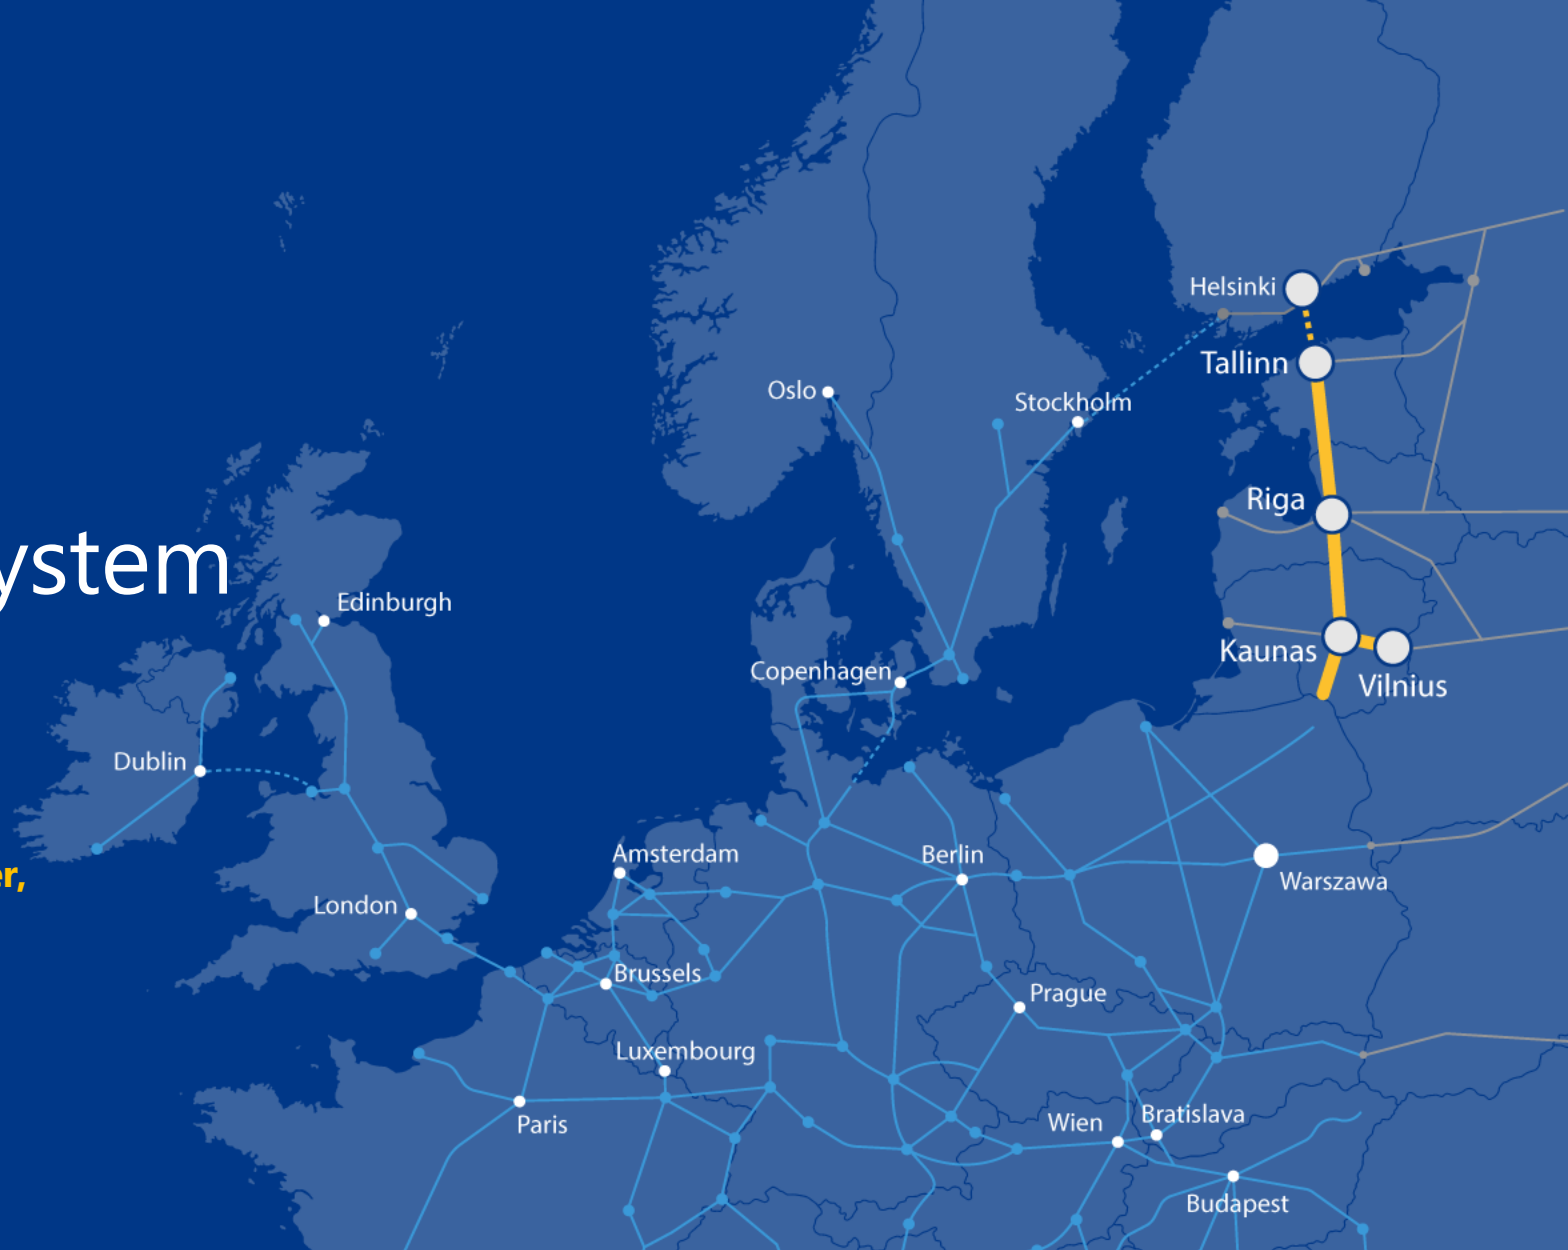 Helsinki
Tallinn
Oslo
Stockholm
Riga
ystem
Edinburgh
Kaunas
Copenhagen
Vilnius
Dublin
Amsterdam
Berlin
er,
Warszawa
London
Brussels
Prague
Luxembourg
Bratislava
Wien
Paris
Budapest